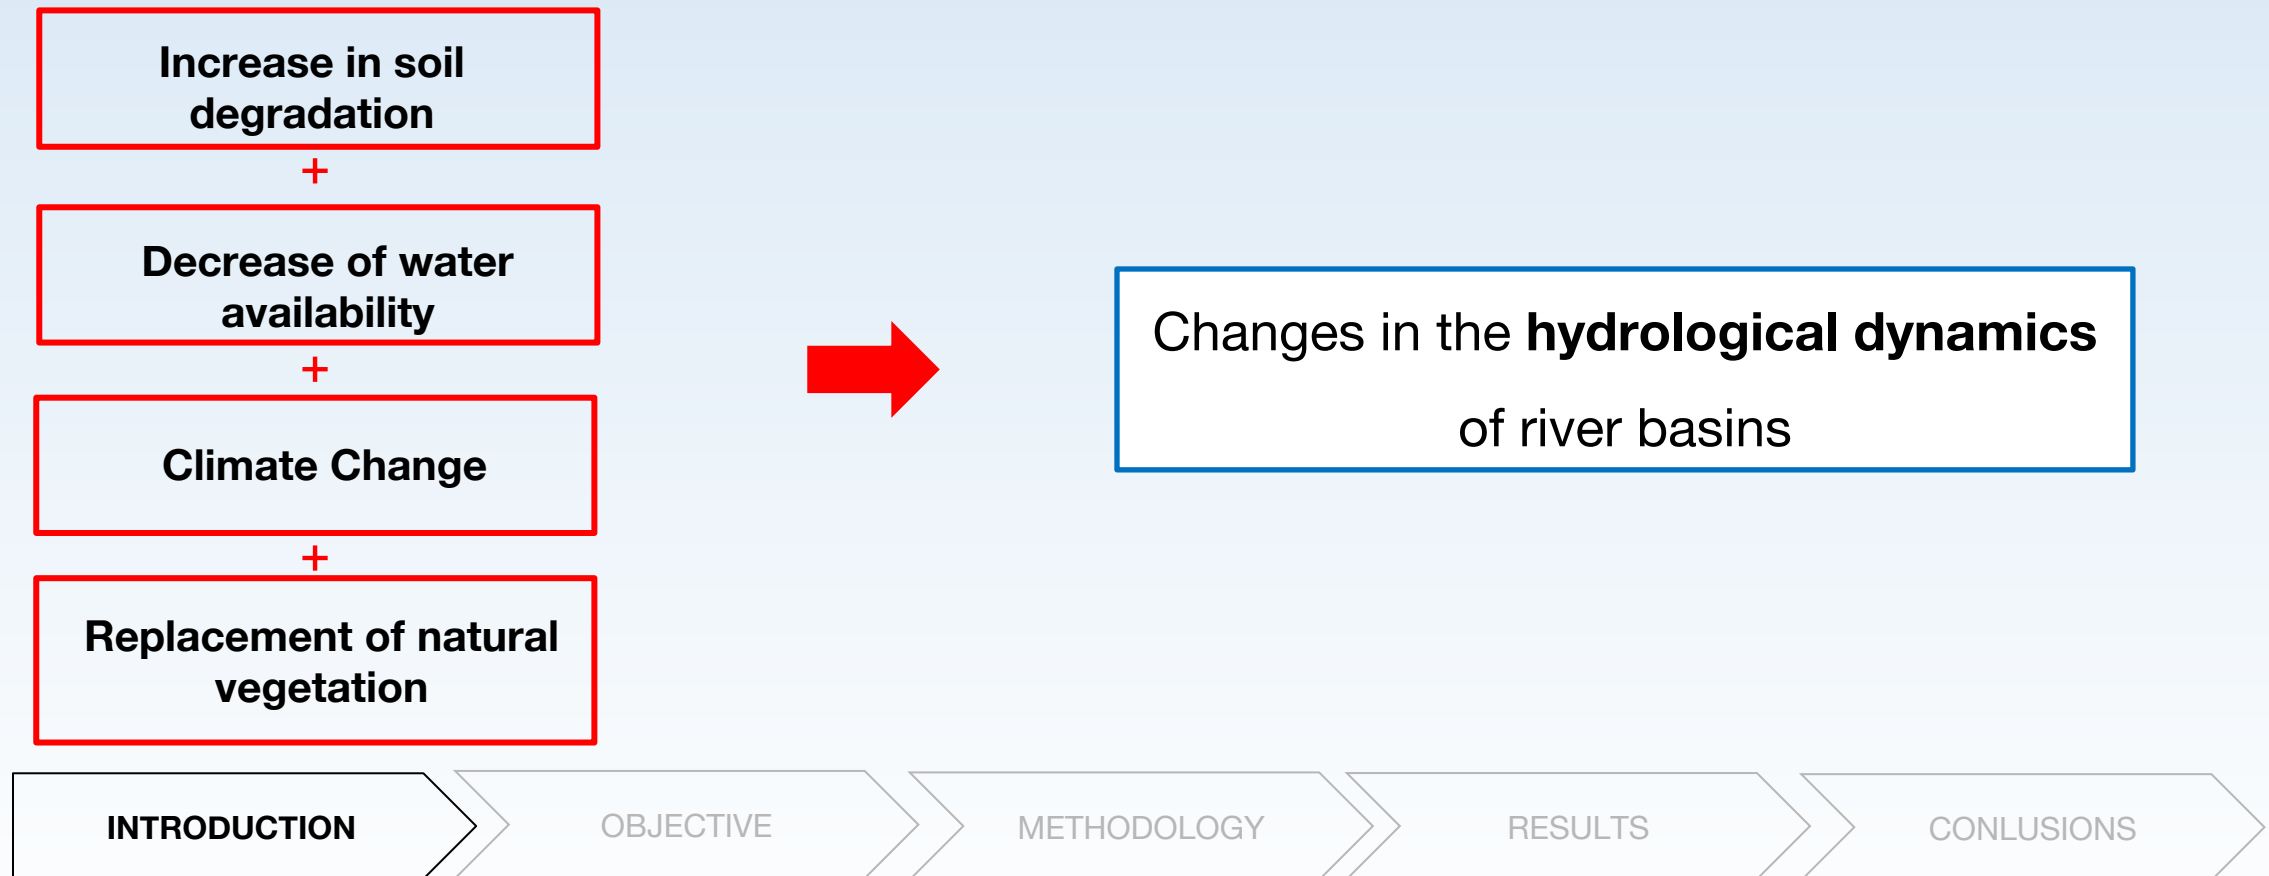 Increase in soil
degradation
+
Decrease of water
availability
+
Climate Change
+
Replacement of natural
vegetation
Changes in the hydrological dynamics
of river basins
INTRODUCTION
OBJECTIVE
METHODOLOGY
RESULTS
CONLUSIONS